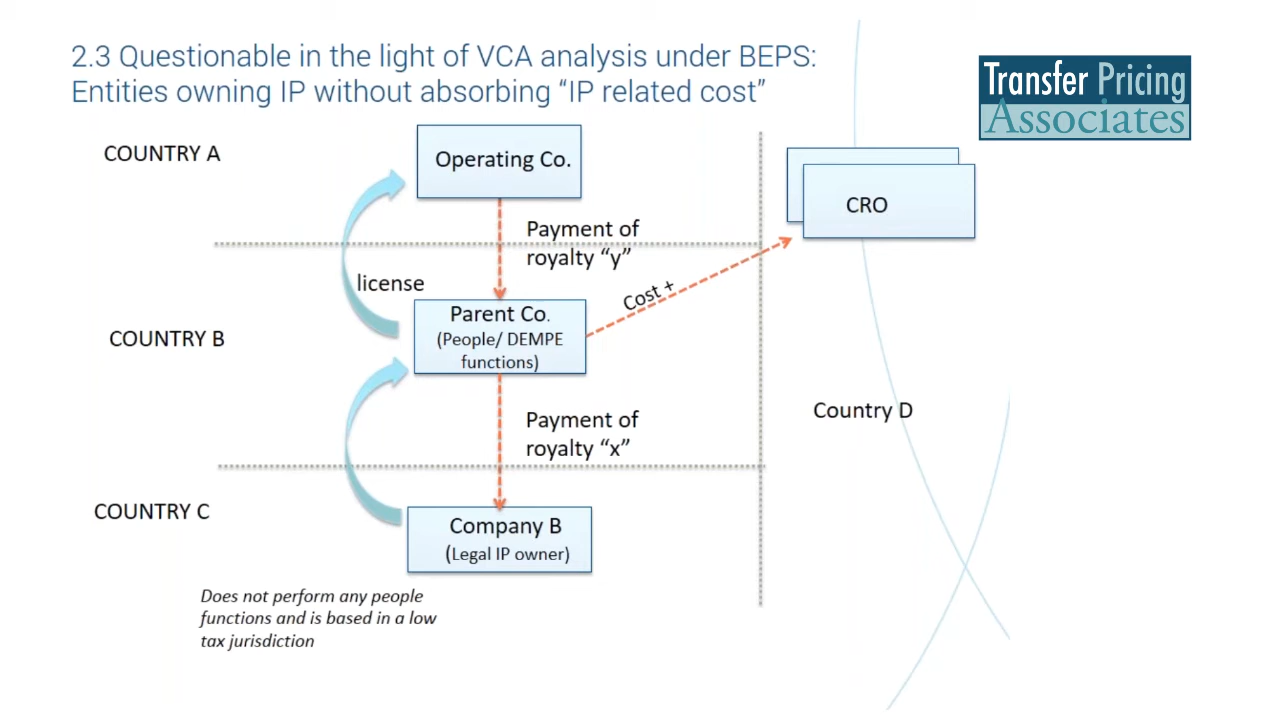 2.3 Questionable in the light of VCA analysis under BEPS:
Entities owning IP without absorbing “IP related cost”
Transfer Pricing
Associates
COUNTRY A
Operating Co.
CRO
Payment of
royalty “y”
license
Cost +
COUNTRY B
Parent Co.
(People/ DEMPE
functions)
Country D
Payment of
royalty “x”
COUNTRY C
Company B
(Legal IP owner)
Does not perform any people
functions and is based in a low
tax jurisdiction